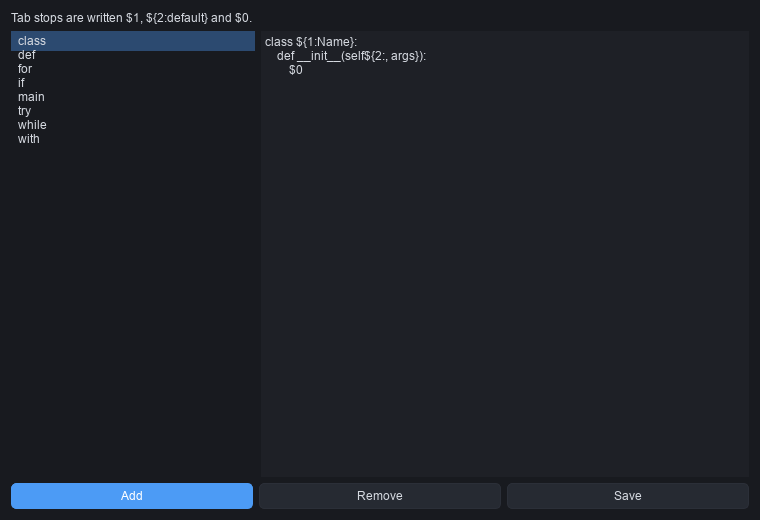 Tab stops are written $1, ${2:default} and $0.
class
def
for
if
main
try
while
with
class ${1:Name}:
    def __init__(self${2:, args}):
        $0
Add
Remove
Save